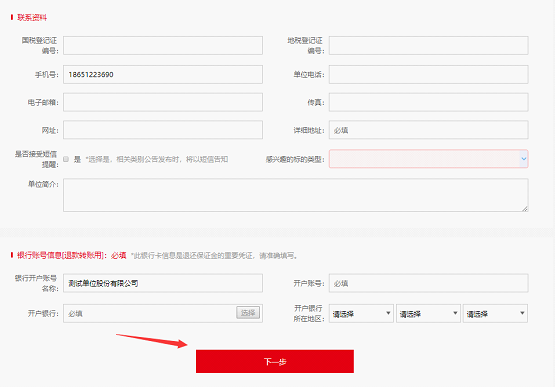 联系资料
国税登记证编号： 地税登记证编号：
手机号： 18651223690 单位电话：
电子邮箱： 传真：
网址： 详细地址： 必填
是否接受短信提醒： 是 *选择是，相关类别公告发布时，将以短信告知 感兴趣的标的类型：
单位简介：
银行账号信息[退款转账用]：必填 *此银行卡信息是退还保证金的重要凭证，请准确填写。
银行开户账号名称： 测试单位股份有限公司 开户账号： 必填
开户银行： 必填 选择 开户银行所在地区： 请选择 请选择 请选择
下一步